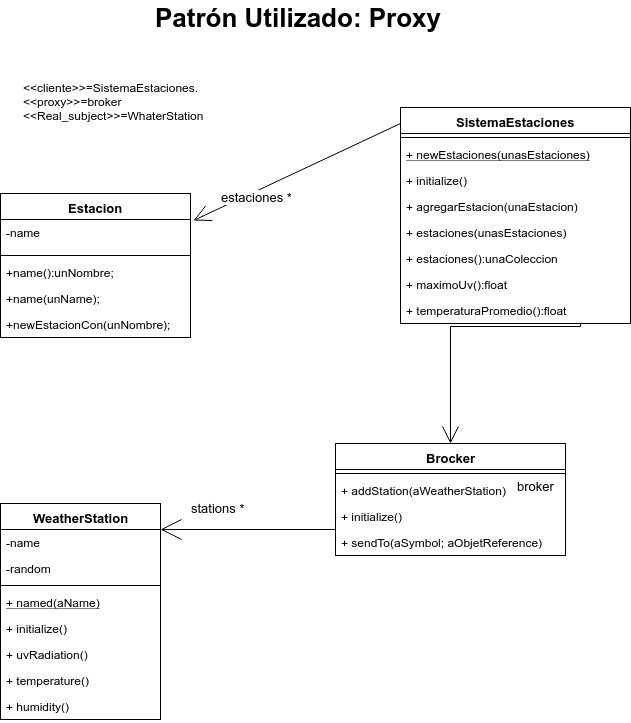 Patrón Utilizado: Proxy
<<cliente>>=SistemaEstaciones.
<<proxy>>=broker
<<Real_subject>>=WhaterStation
SistemaEstaciones
+ newEstaciones(unasEstaciones)
+ initialize()
+ agregarEstacion(unaEstacion)
+ estaciones(unasEstaciones)
+ estaciones():unaColeccion
+ maximoUv():float
+ temperaturaPromedio():float
estaciones *
Estacion
-name
+name():unNombre;
+name(unName);
+newEstacionCon(unNombre);
Brocker
+ addStation(aWeatherStation)
broker
+ initialize()
+ sendTo(aSymbol; aObjetReference)
stations *
WeatherStation
-name
-random
+ named(aName)
+ initialize()
+ uvRadiation()
+ temperature()
+ humidity()